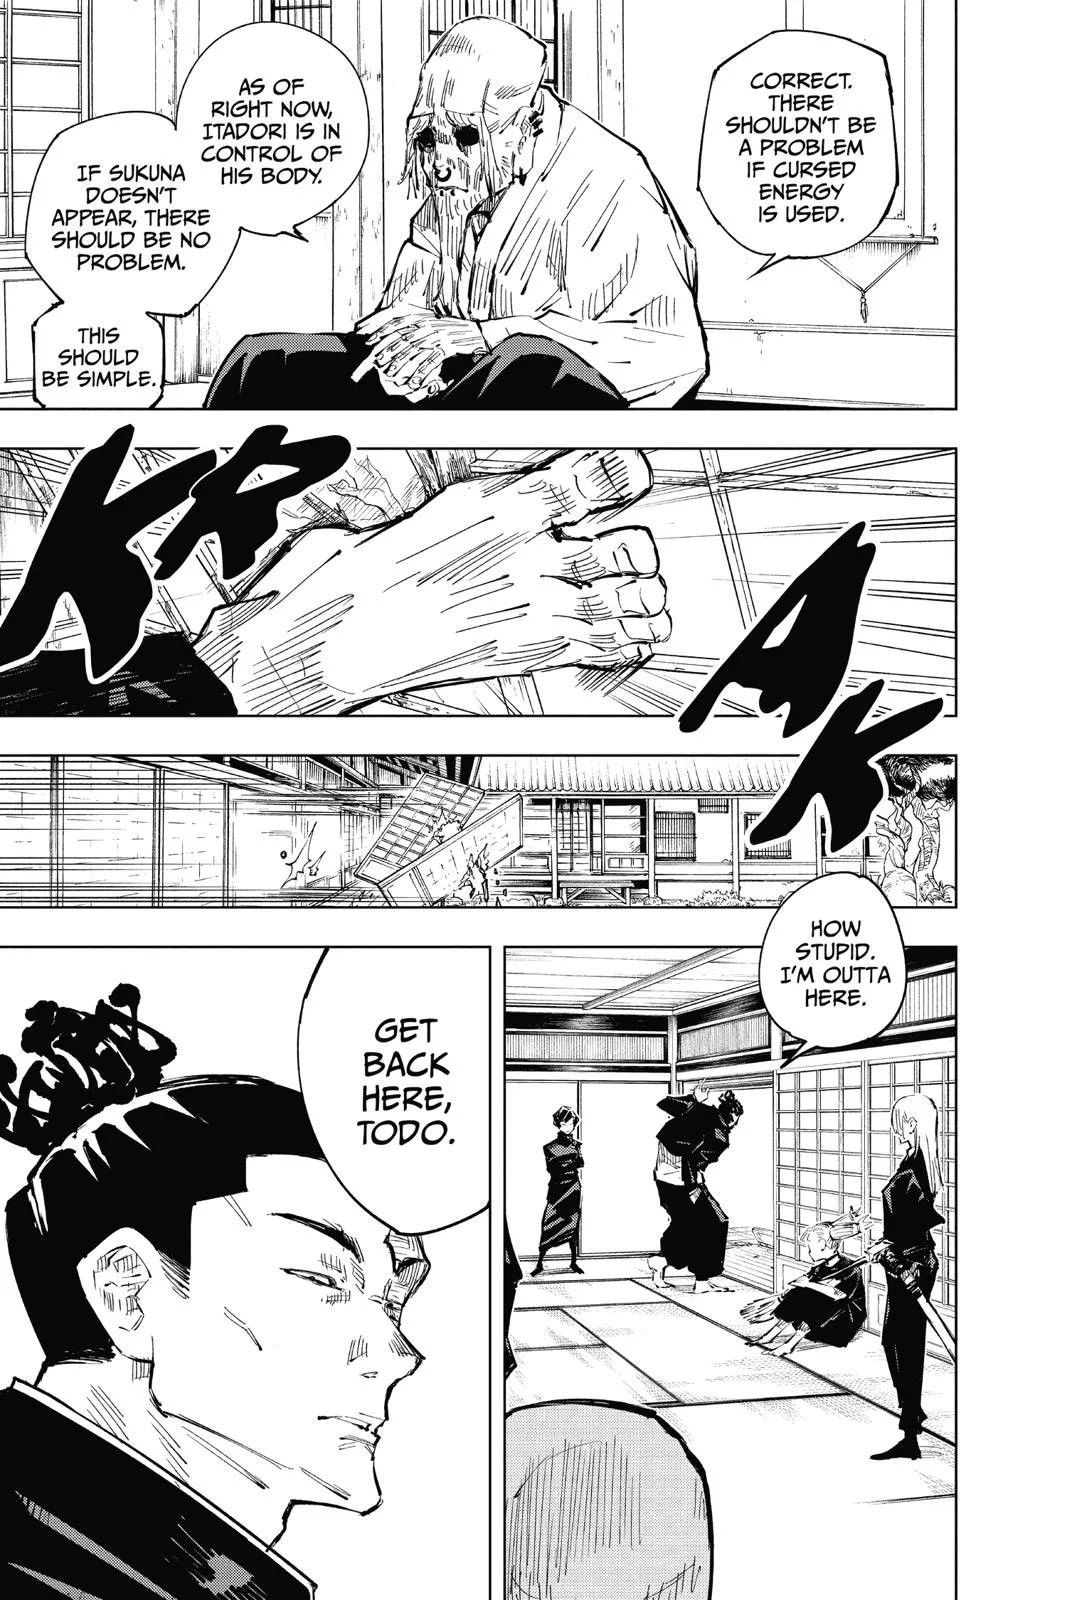 CORRECT.
THERE
SHOULDN'T BE
A PROBLEM
IF CURSED
ENERGY
IS USED.
AS OF
RIGHT NOW,
ITADORI IS IN
CONTROL OF
HIS BODY.
IF SUKUNA
DOESN'T
APPEAR, THERE
SHOULD BE NO
PROBLEM.
THIS
SHOULD
BE SIMPLE.
KRAK
HOW
STUPID.
I'M OUTTA
HERE.
GET
BACK
HERE,
TODO.